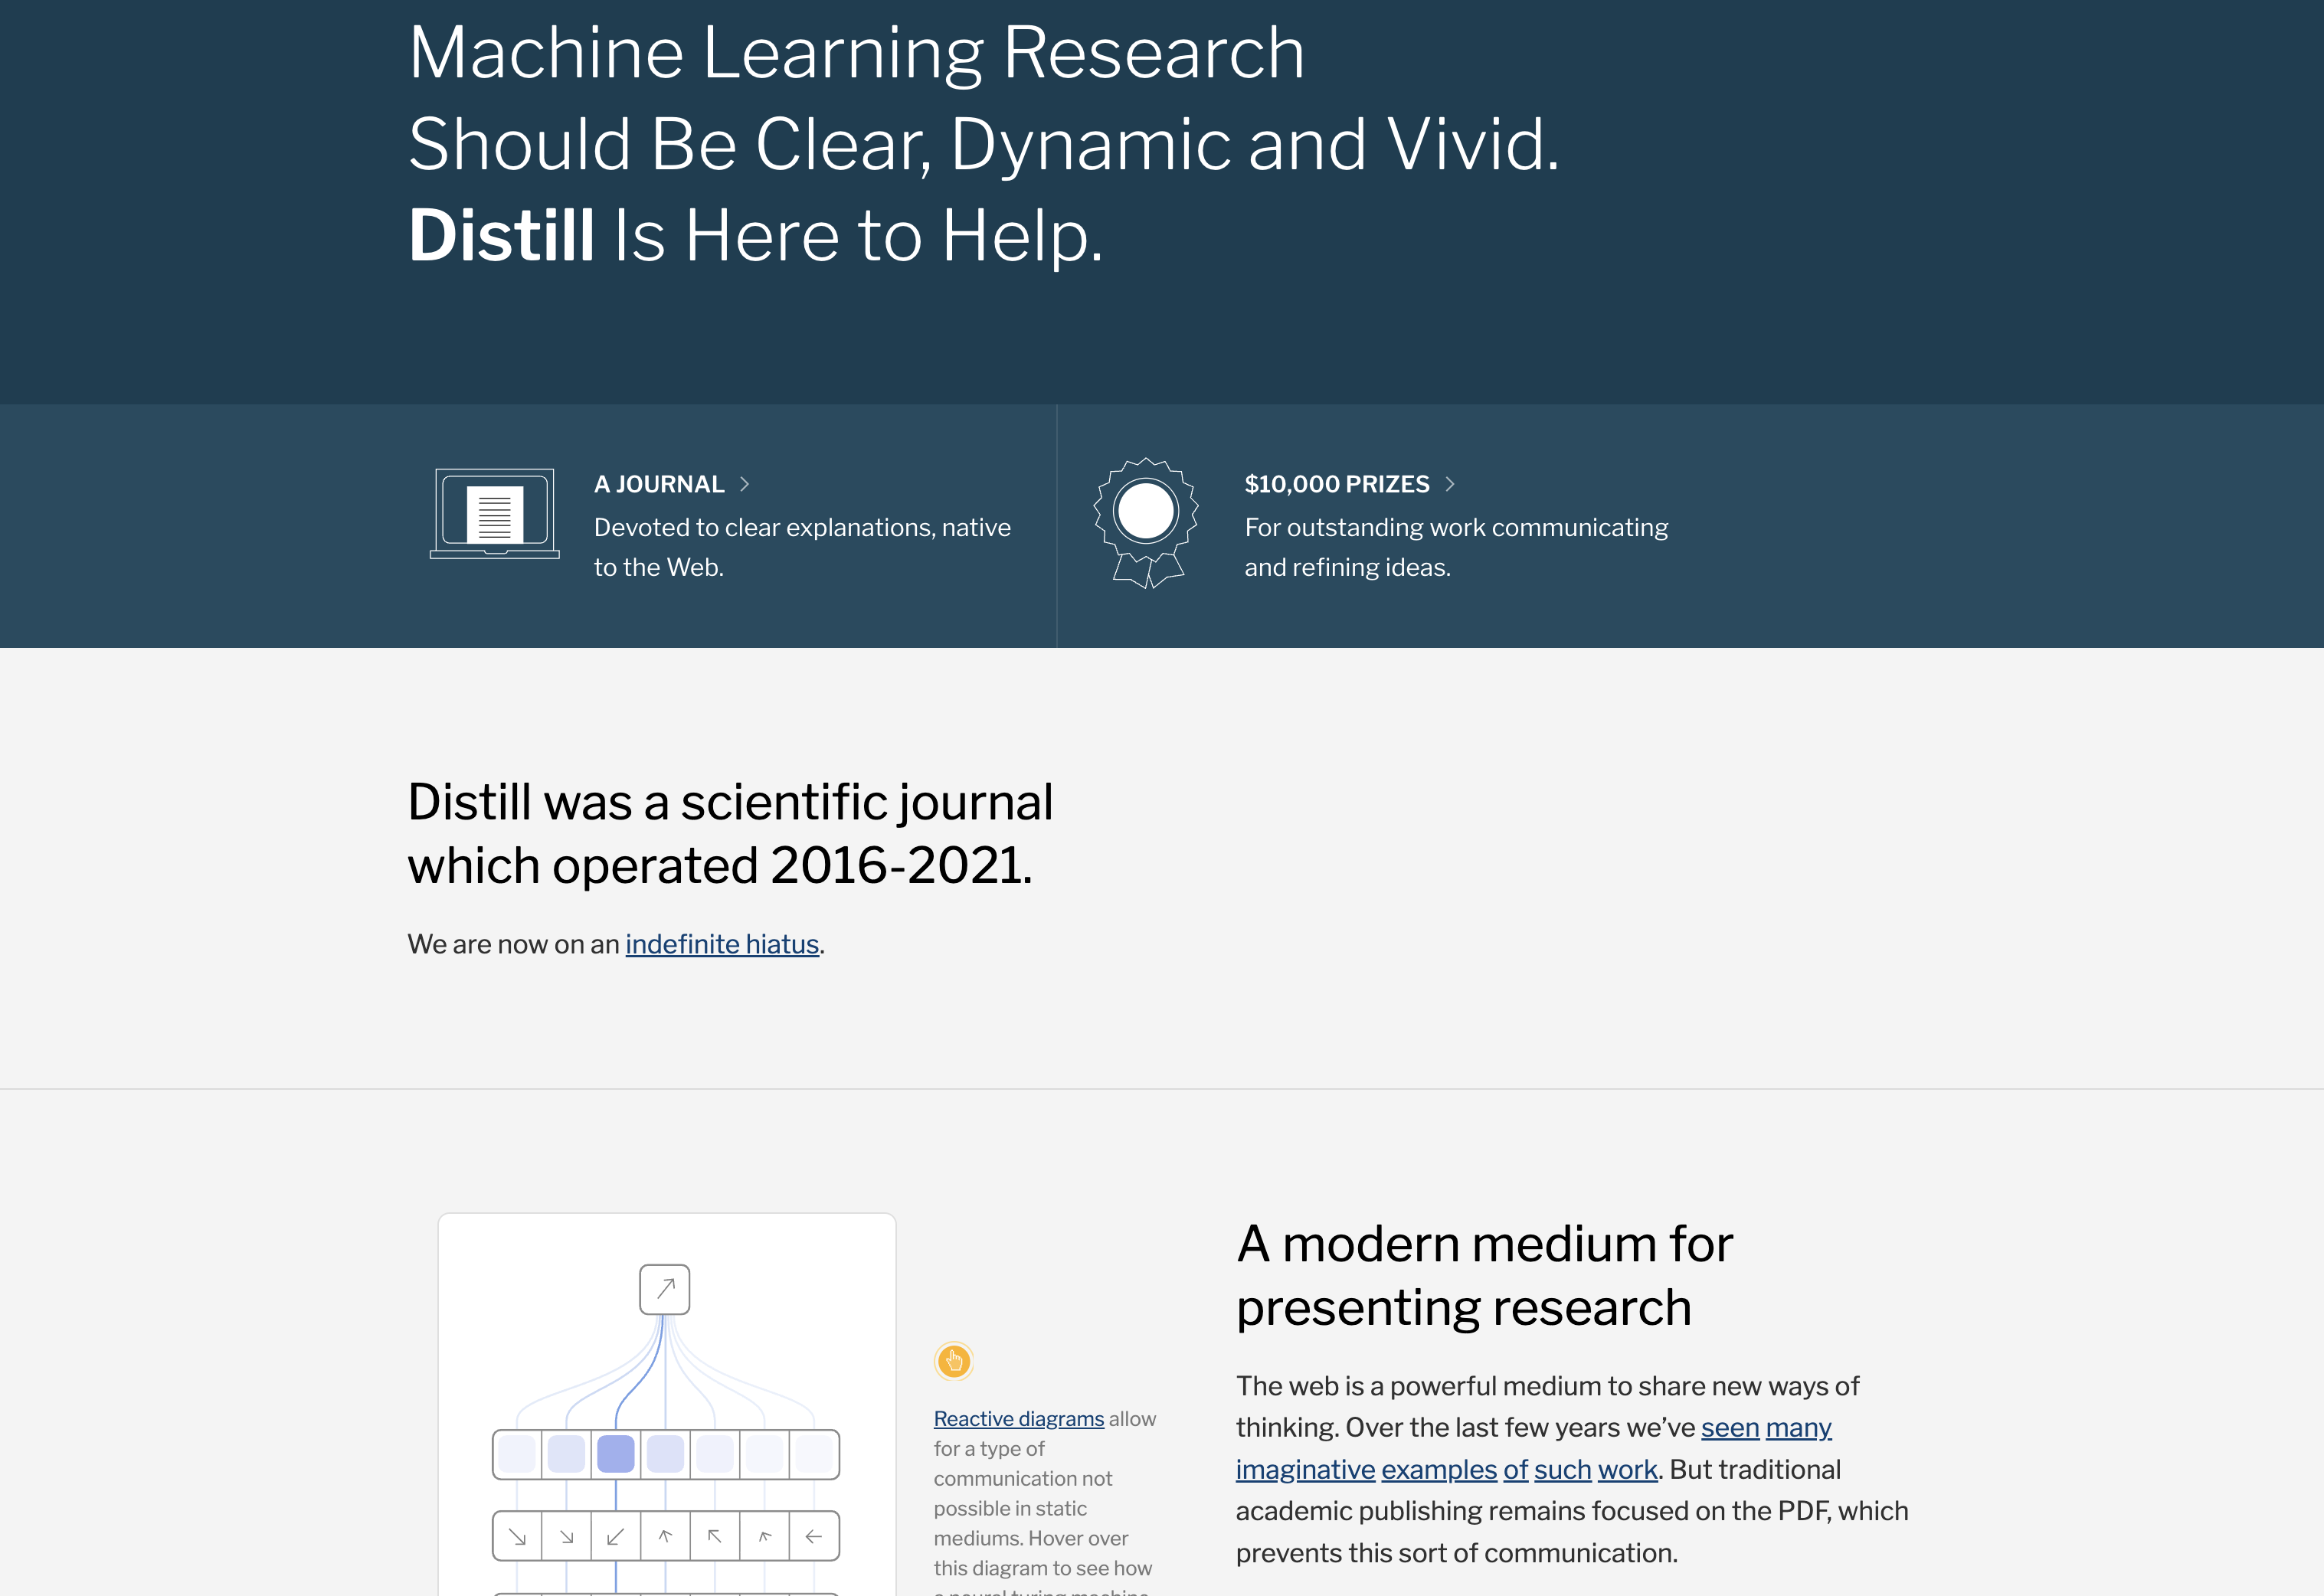 Machine Learning Research
Should Be Clear, Dynamic and Vivid.
Distill Is Here to Help.
A JOURNAL
Devoted to clear explanations, native
to the Web.
$10,000 PRIZES
For outstanding work communicating
and refining ideas.
Distill was a scientific journal
which operated 2016-2021.
We are now on an indefinite hiatus.
Reactive diagrams allow
for a type of
communication not
possible in static
mediums. Hover over
this diagram to see how
a neural turing machine
A modern medium for
presenting research
The web is a powerful medium to share new ways of
thinking. Over the last few years we’ve seen many
imaginative examples of such work. But traditional
academic publishing remains focused on the PDF, which
prevents this sort of communication.